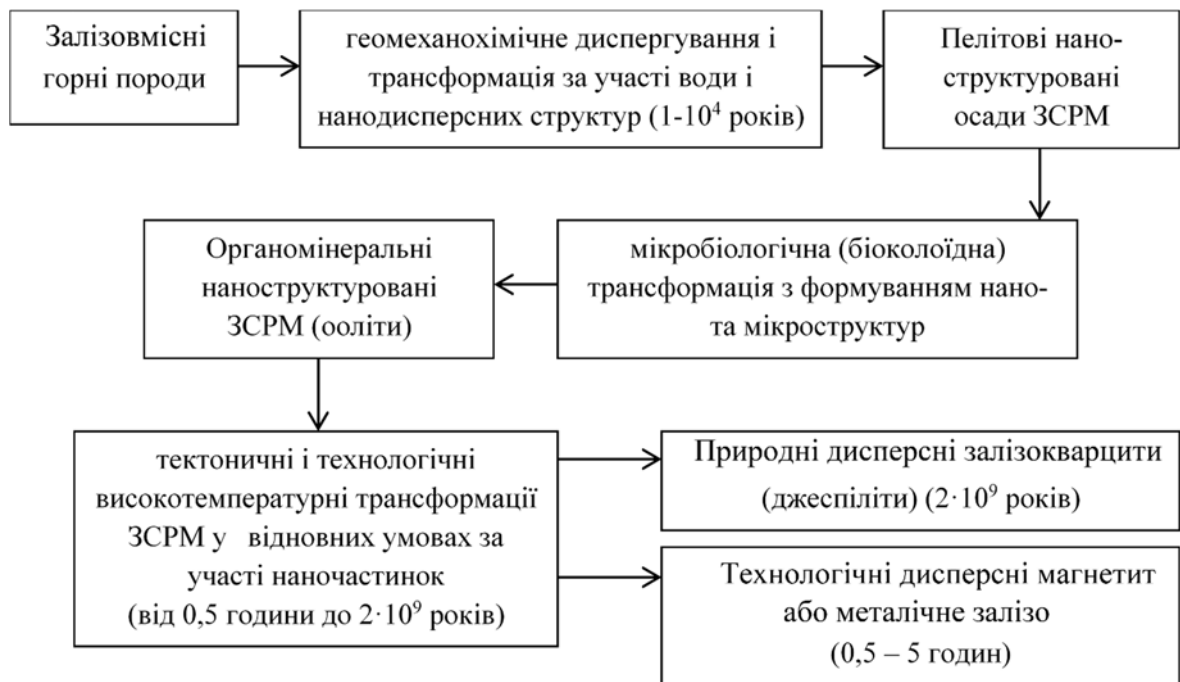 Залізовмісні
горні породи
геомеханохімічне диспергування і
трансформація за участі води і
нанодисперсних структур (1-10⁴ років)
Пелітові нано-
структуровані
осади ЗСРМ
мікробіологічна (біоколоїдна)
трансформація з формуванням нано-
та мікроструктур
Органомінеральні
наноструктуровані
ЗСРМ (ооліти)
тектоничні і технологічні
високотемпературні трансформації
ЗСРМ у відновних умовах за
участі наночастинок
(від 0,5 години до 2·10⁹ років)
Природні дисперсні залізокварцити
(джеспіліти) (2·10⁹ років)
Технологічні дисперсні магнетит
або металічне залізо
(0,5 – 5 годин)